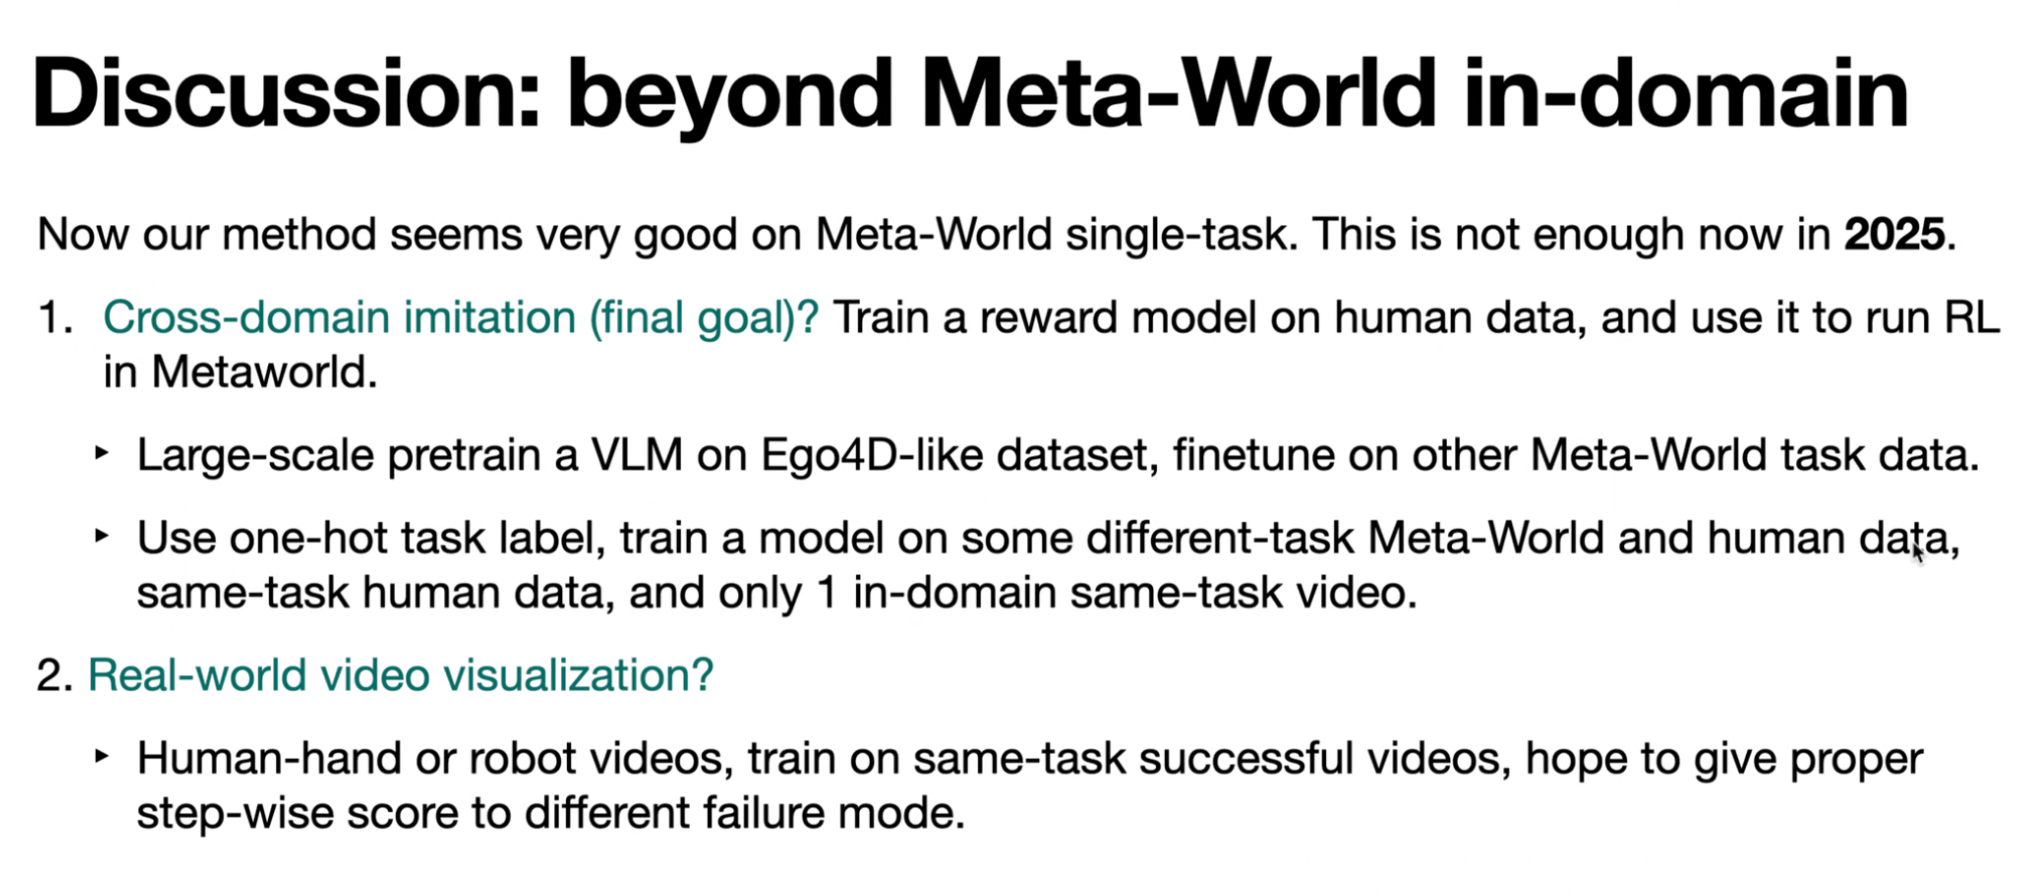 Discussion: beyond Meta-World in-domain
Now our method seems very good on Meta-World single-task. This is not enough now in 2025.
1. Cross-domain imitation (final goal)? Train a reward model on human data, and use it to run RL
in Metaworld.
‣ Large-scale pretrain a VLM on Ego4D-like dataset, finetune on other Meta-World task data.
‣ Use one-hot task label, train a model on some different-task Meta-World and human data,
same-task human data, and only 1 in-domain same-task video.
2. Real-world video visualization?
‣ Human-hand or robot videos, train on same-task successful videos, hope to give proper
step-wise score to different failure mode.